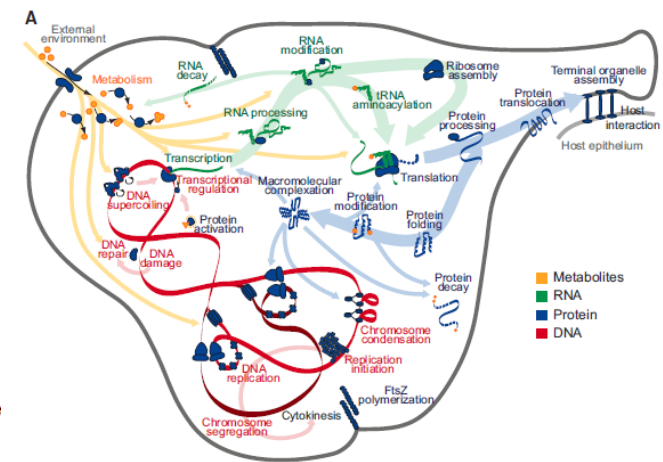 A
External
environment
Metabolism
RNA
decay
RNA
modification
Ribosome
assembly
tRNA
aminoacylation
RNA processing
Terminal organelle
assembly
Protein
translocation
Host
interaction
Host epithelium
Protein
processing
Transcription
Transcriptional
regulation
Translation
Macromolecular
complexation
DNA
supercoiling
Protein
modification
Protein
activation
Protein
folding
DNA
repair
DNA
damage
Protein
decay
Metabolites
RNA
Protein
DNA
Chromosome
condensation
Replication
initiation
DNA
replication
FtsZ
polymerization
Chromosome
segregation
Cytokinesis